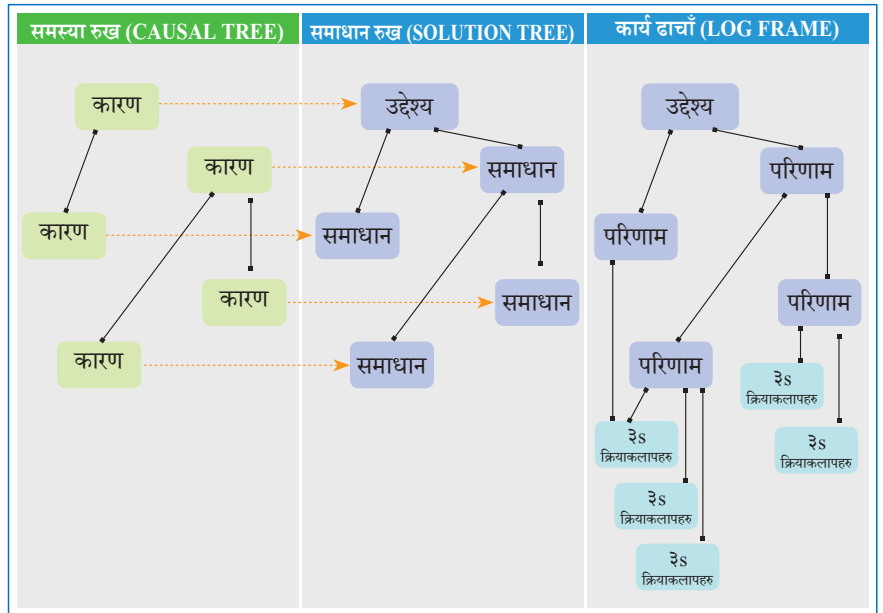 समस्या रुख (CAUSAL TREE)
कारण
कारण
कारण
कारण
कारण
समाधान रुख (SOLUTION TREE)
उद्देश्य
समाधान
समाधान
समाधान
समाधान
कार्य ढाचाँ (LOG FRAME)
उद्देश्य
परिणाम
परिणाम
परिणाम
परिणाम
३s
क्रियाकलापहरु
३s
क्रियाकलापहरु
३s
क्रियाकलापहरु
३s
क्रियाकलापहरु
३s
क्रियाकलापहरु